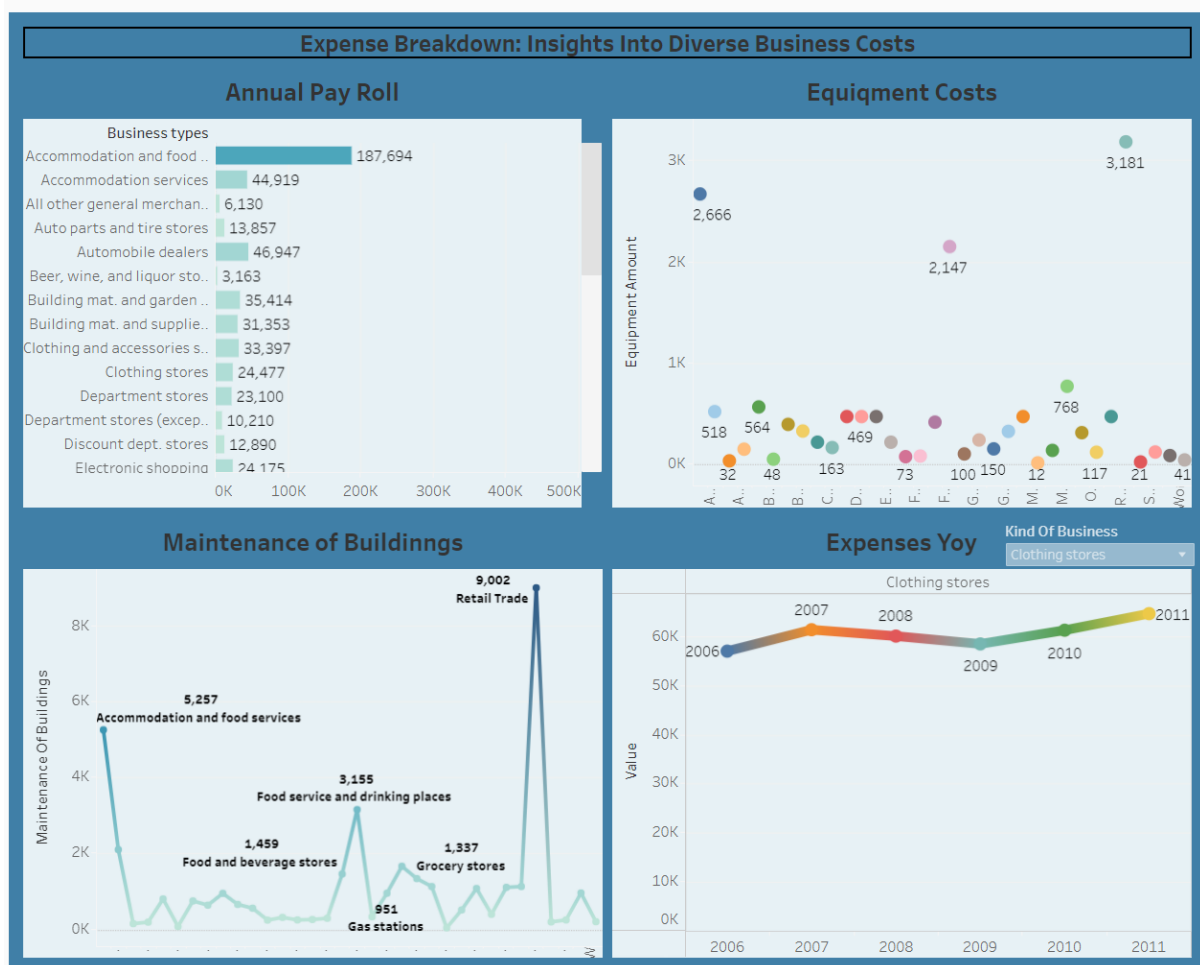 Expense Breakdown: Insights Into Diverse Business Costs
Annual Pay Roll
Business types
Accommodation and food .. 187,694
Accommodation services 44,919
All other general merchan.. 6,130
Auto parts and tire stores 13,857
Automobile dealers 46,947
Beer, wine, and liquor sto.. 3,163
Building mat. and garden .. 35,414
Building mat. and supplie.. 31,353
Clothing and accessories s.. 33,397
Clothing stores 24,477
Department stores 23,100
Department stores (excep.. 10,210
Discount dept. stores 12,890
Electronic shopping 24,175
0K 100K 200K 300K 400K 500K
Equiqment Costs
Equipment Amount
3K
2K
1K
0K
3,181
2,666
2,147
768
518 564 469
163
32 48 73 100 150 12 117 21 41
A.. A.. B.. B.. C.. D.. E.. F.. F.. G.. G.. M.. M.. O. R.. S.. Wo
Maintenance of Buildinngs
Maintenance Of Buildings
8K
6K
4K
2K
0K
9,002
Retail Trade
5,257
Accommodation and food services
3,155
Food service and drinking places
1,459
Food and beverage stores
1,337
Grocery stores
951
Gas stations
W
Expenses Yoy
Kind Of Business
Clothing stores
Clothing stores
Value
60K
50K
40K
30K
20K
10K
0K
2006 2007 2008 2009 2010 2011
2006 2007 2008 2009 2010 2011